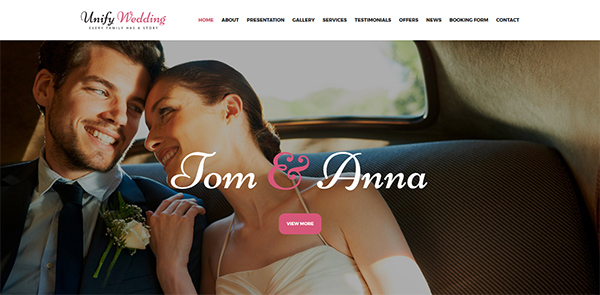 Unify Wedding
EVERY FAMILY HAS A STORY
HOME ABOUT PRESENTATION GALLERY SERVICES TESTIMONIALS OFFERS NEWS BOOKING FORM CONTACT
Tom & Anna
VIEW MORE